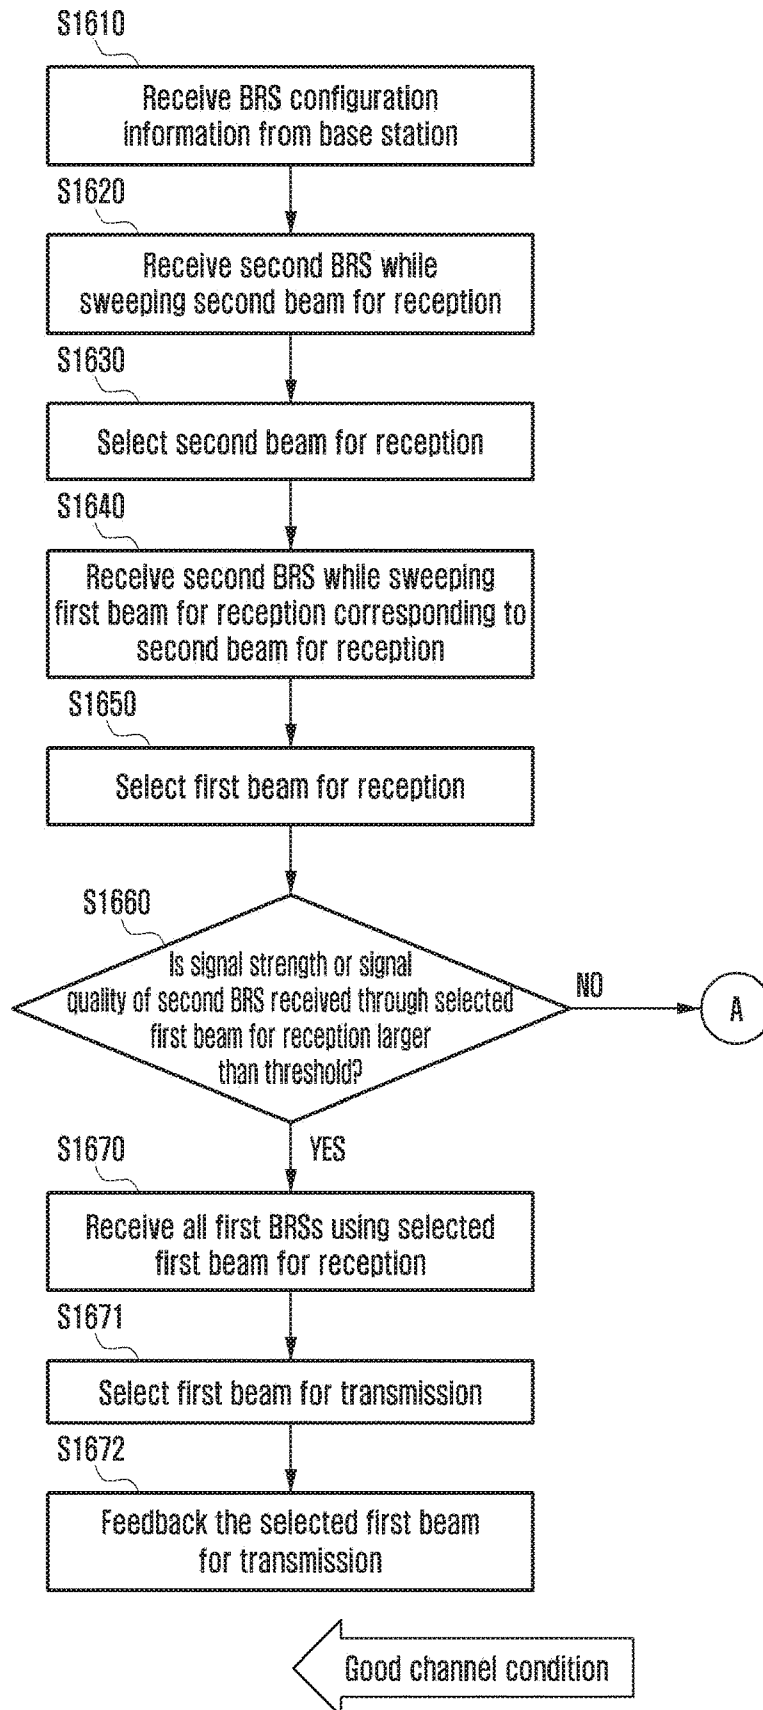 S1610
Receive BRS configuration
information from base station
S1620
Receive second BRS while
sweeping second beam for reception
S1630
Select second beam for reception
S1640
Receive second BRS while sweeping
first beam for reception corresponding to
second beam for reception
S1650
Select first beam for reception
S1660
Is signal strength or signal
quality of second BRS received through selected
first beam for reception larger
than threshold?
NO
A
YES
S1670
Receive all first BRSs using selected
first beam for reception
S1671
Select first beam for transmission
S1672
Feedback the selected first beam
for transmission
Good channel condition